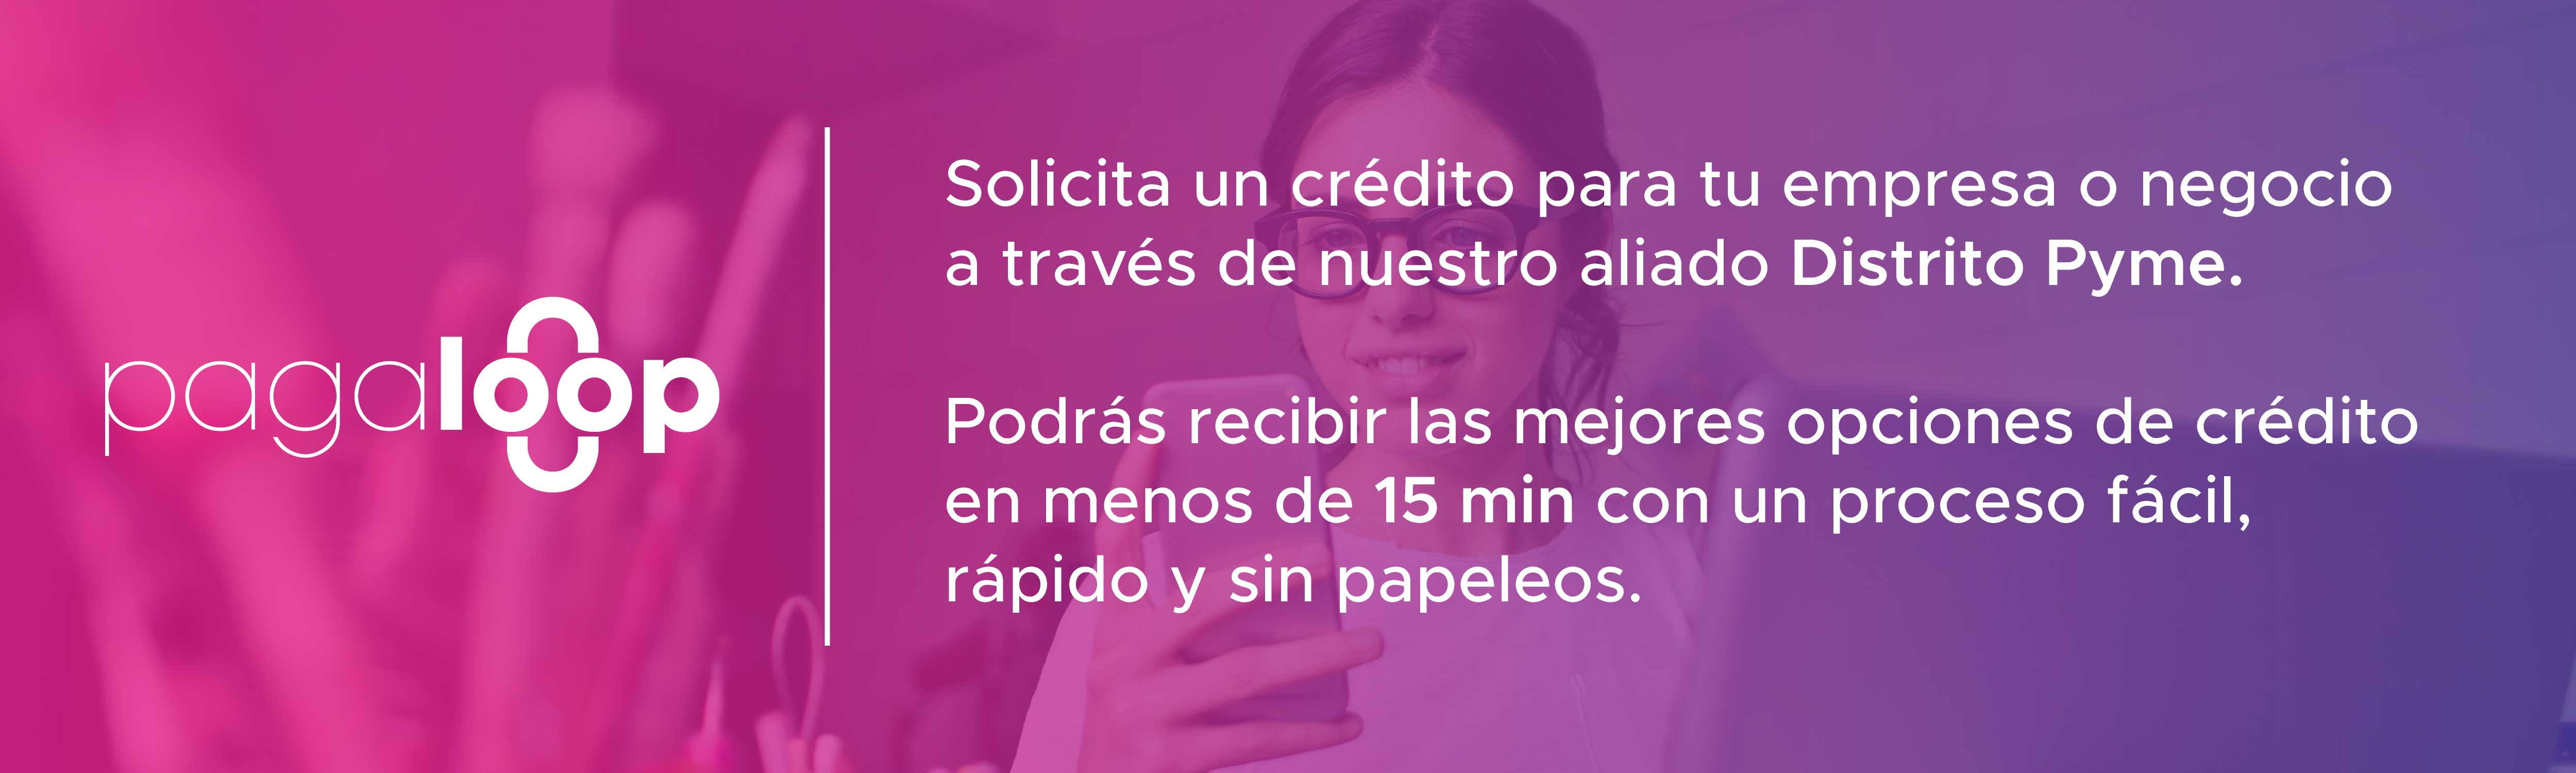 pagaloop
Solicita un crédito para tu empresa o negocio
a través de nuestro aliado Distrito Pyme.
Podrás recibir las mejores opciones de crédito
en menos de 15 min con un proceso fácil,
rápido y sin papeleos.